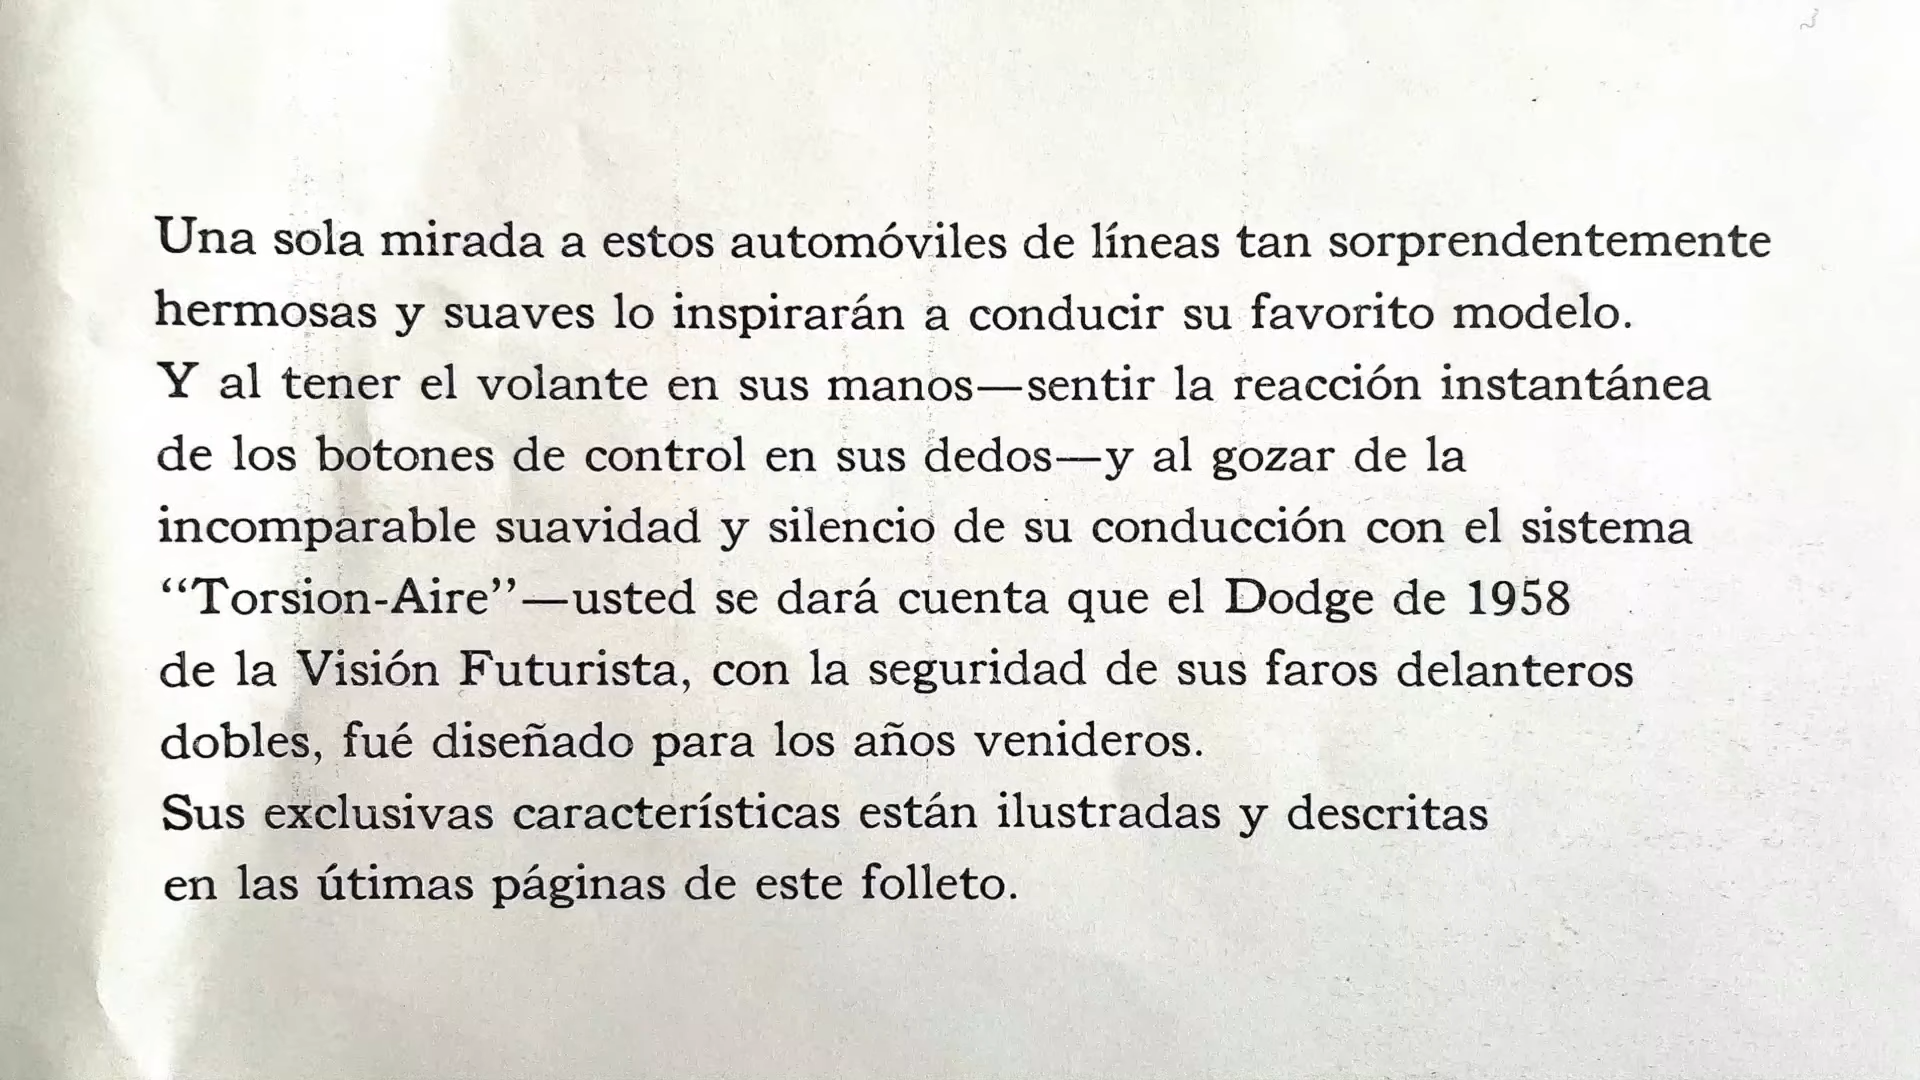 Una sola mirada a estos automóviles de líneas tan sorprendentemente
hermosas y suaves lo inspirarán a conducir su favorito modelo.
Y al tener el volante en sus manos—sentir la reacción instantánea
de los botones de control en sus dedos—y al gozar de la
incomparable suavidad y silencio de su conducción con el sistema
“Torsion-Aire”—usted se dará cuenta que el Dodge de 1958
de la Visión Futurista, con la seguridad de sus faros delanteros
dobles, fué diseñado para los años venideros.
Sus exclusivas características están ilustradas y descritas
en las útimas páginas de este folleto.